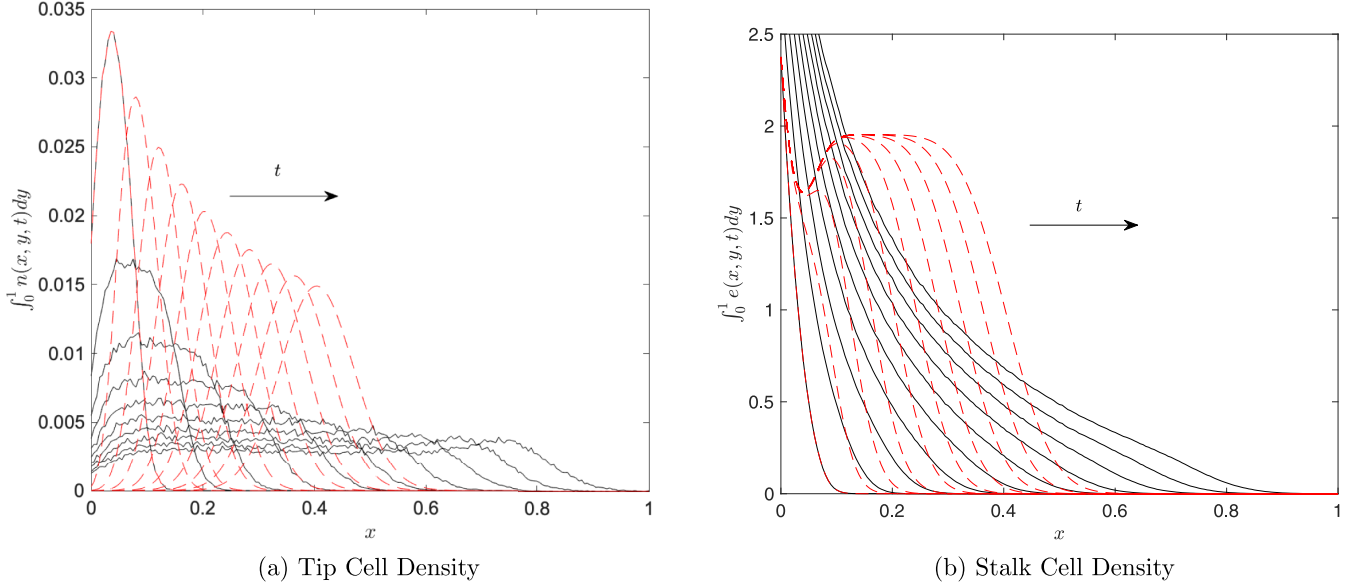 0.035
0.03
0.025
0.02
0.015
0.01
0.005
0
0 0.2 0.4 0.6 0.8 1
x
∫₀¹ n(x, y, t)dy
t
(a) Tip Cell Density
2.5
2
1.5
1
0.5
0
0 0.2 0.4 0.6 0.8 1
x
∫₀¹ e(x, y, t)dy
t
(b) Stalk Cell Density